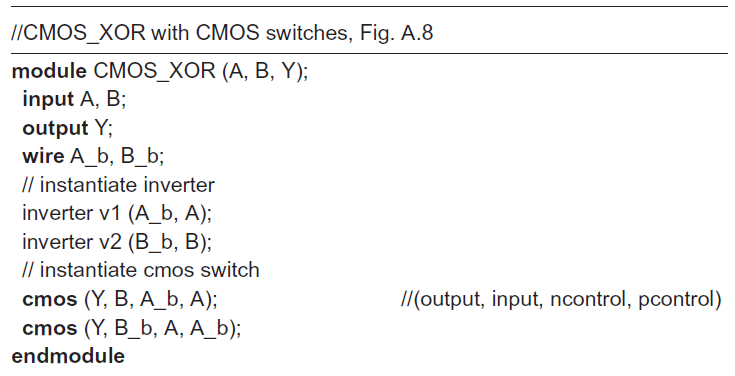 //CMOS_XOR with CMOS switches, Fig. A.8
module CMOS_XOR (A, B, Y);
input A, B;
output Y;
wire A_b, B_b;
// instantiate inverter
inverter v1 (A_b, A);
inverter v2 (B_b, B);
// instantiate cmos switch
cmos (Y, B, A_b, A); //(output, input, ncontrol, pcontrol)
cmos (Y, B_b, A, A_b);
endmodule